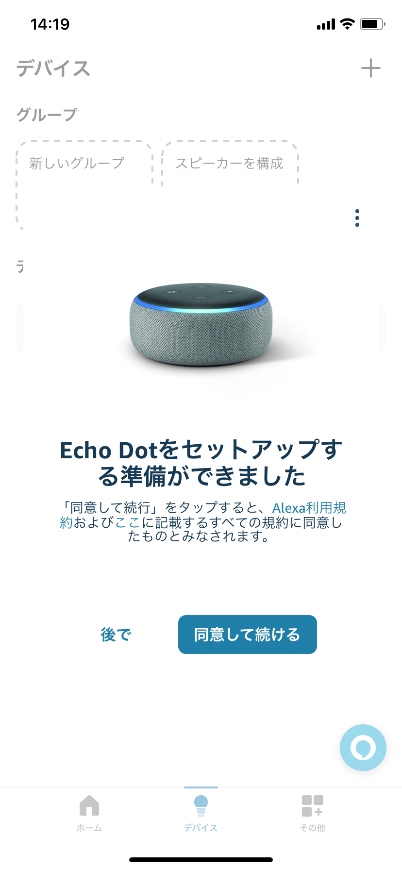 14:19
デバイス
グループ
新しいグループ
スピーカーを構成
Echo Dotをセットアップす
る準備ができました
「同意して続行」をタップすると、Alexa利用規
約およびここに記載するすべての規約に同意し
たものとみなされます。
後で
同意して続ける
ホーム
デバイス
その他